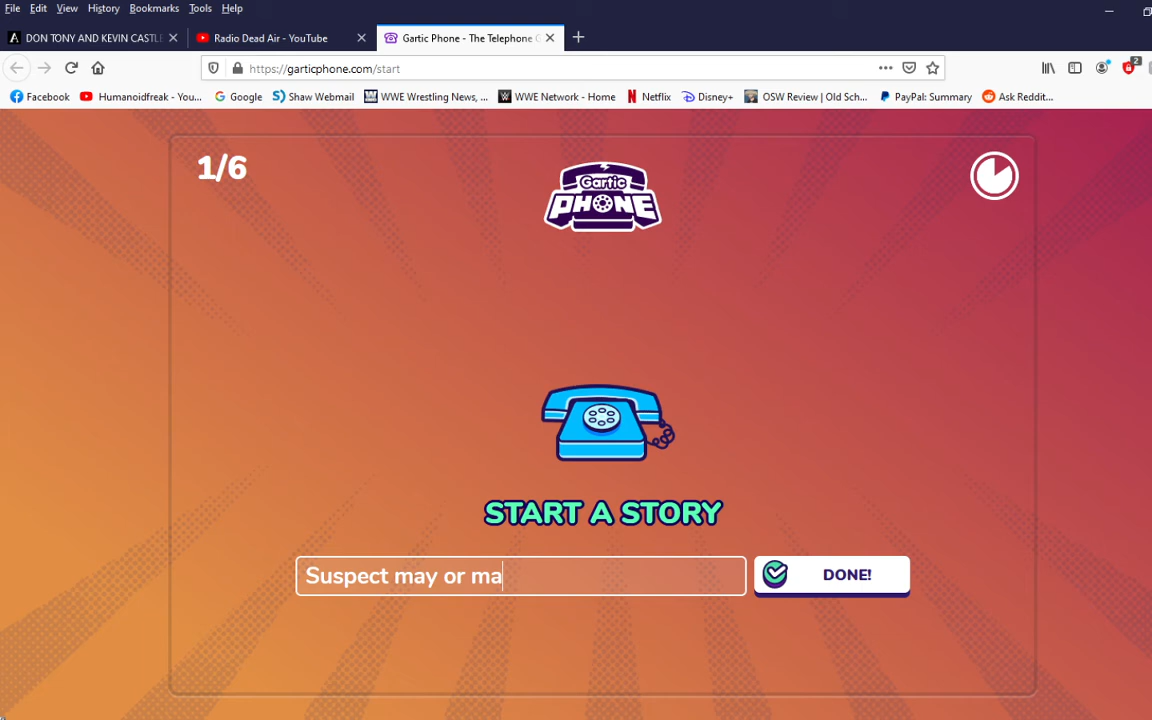 File Edit View History Bookmarks Tools Help
DON TONY AND KEVIN CASTLE Radio Dead Air - YouTube Gartic Phone - The Telephone G
https://garticphone.com/start
Facebook Humanoidfreak - You... Google Shaw Webmail WWE Wrestling News, ... WWE Network - Home Netflix Disney+ OSW Review | Old Sch... PayPal: Summary Ask Reddit...
2
1/6
Gartic
PHONE
START A STORY
Suspect may or ma
DONE!